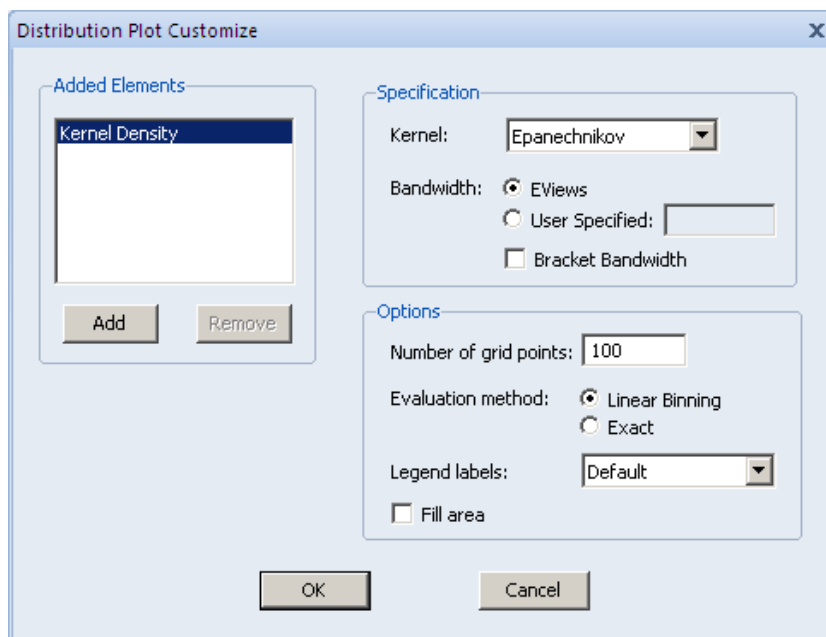 Distribution Plot Customize
Added Elements
Kernel Density
Add
Remove
Specification
Kernel:
Epanechnikov
Bandwidth:
EViews
User Specified:
Bracket Bandwidth
Options
Number of grid points:
100
Evaluation method:
Linear Binning
Exact
Legend labels:
Default
Fill area
OK
Cancel